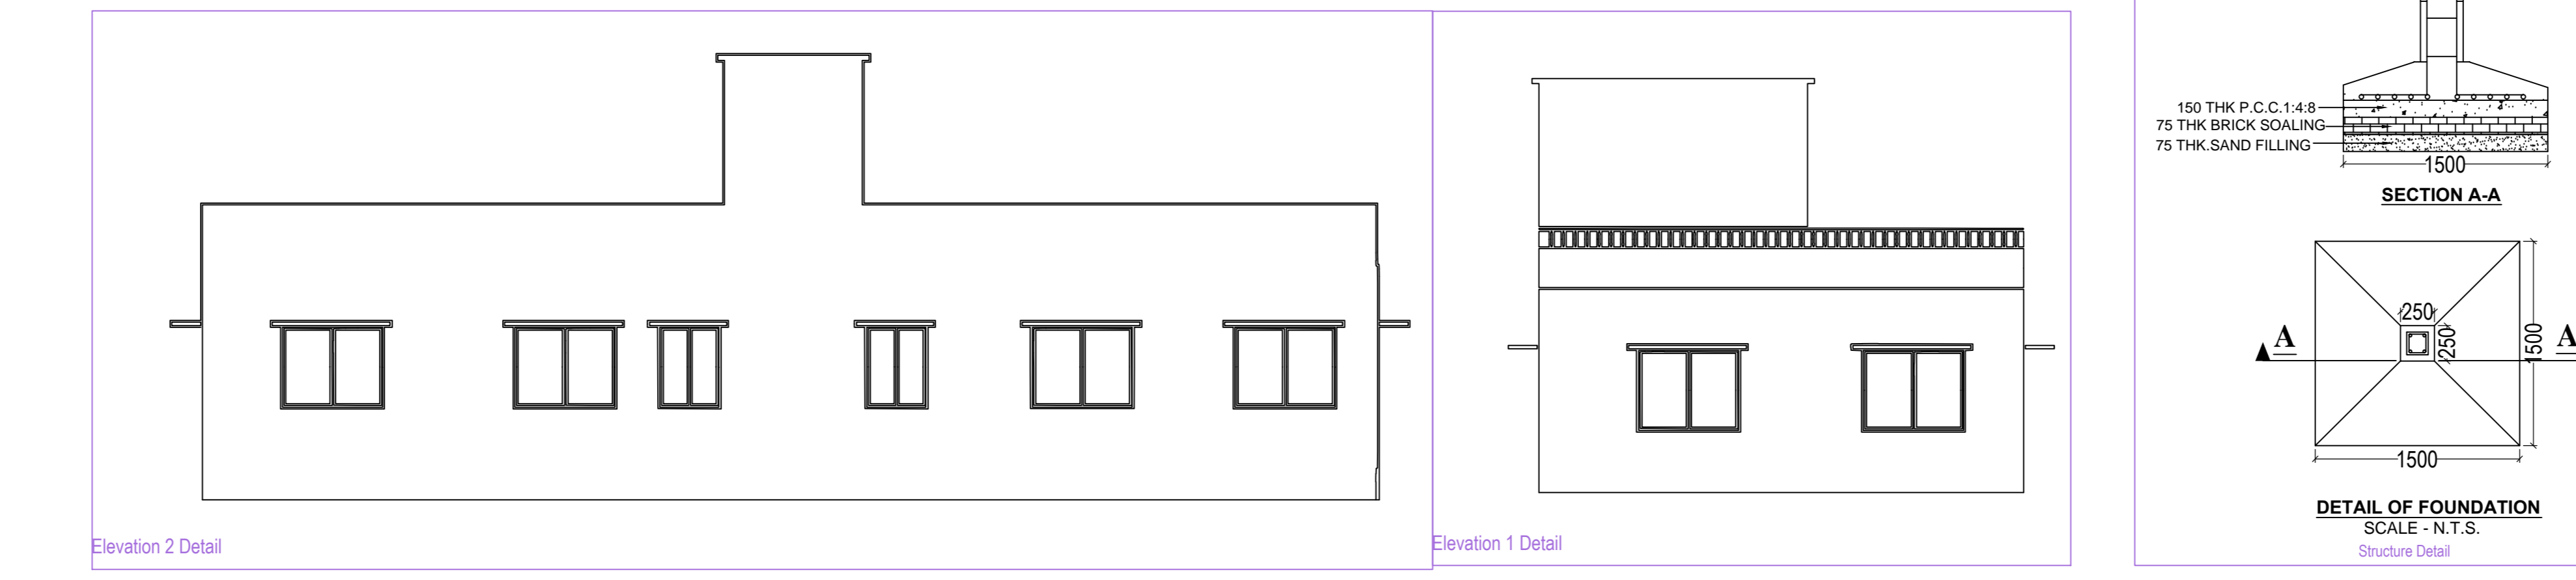 Elevation 2 Detail
Elevation 1 Detail
150 THK P.C.C.1:4:8
75 THK BRICK SOALING
75 THK.SAND FILLING
1500
SECTION A-A
250
250
1500
A
A
1500
DETAIL OF FOUNDATION
SCALE - N.T.S.
Structure Detail